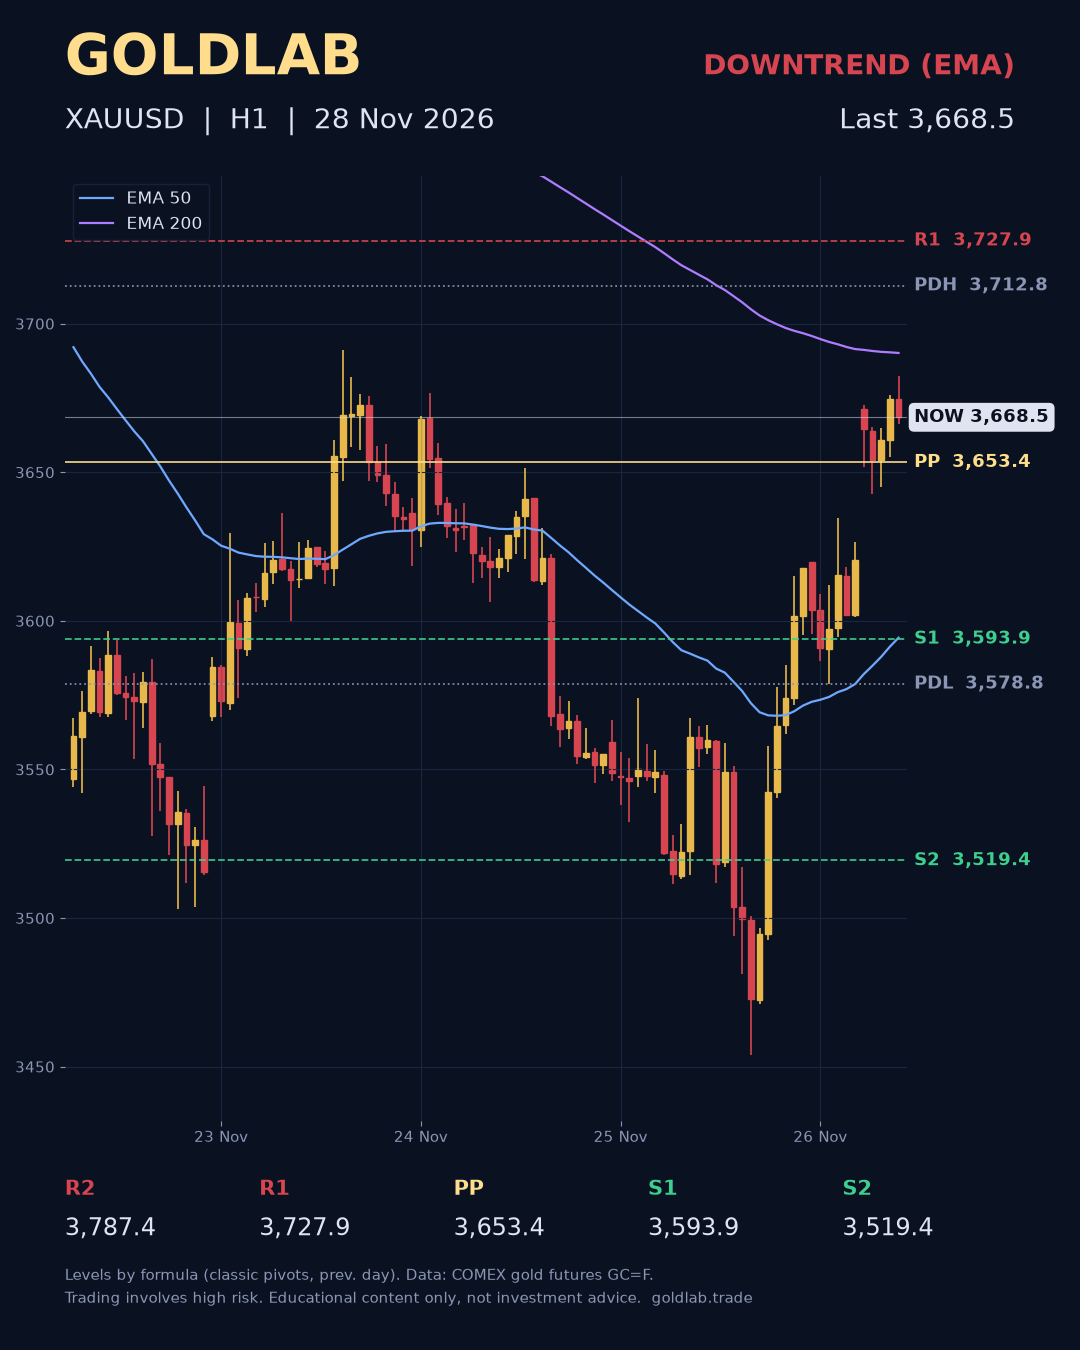 GOLDLAB
DOWNTREND (EMA)
XAUUSD | H1 | 28 Nov 2026
Last 3,668.5
EMA 50
EMA 200
R1 3,727.9
PDH 3,712.8
3700
NOW 3,668.5
PP 3,653.4
3650
3600
S1 3,593.9
PDL 3,578.8
3550
S2 3,519.4
3500
3450
23 Nov
24 Nov
25 Nov
26 Nov
R2
R1
PP
S1
S2
3,787.4
3,727.9
3,653.4
3,593.9
3,519.4
Levels by formula (classic pivots, prev. day). Data: COMEX gold futures GC=F.
Trading involves high risk. Educational content only, not investment advice. goldlab.trade